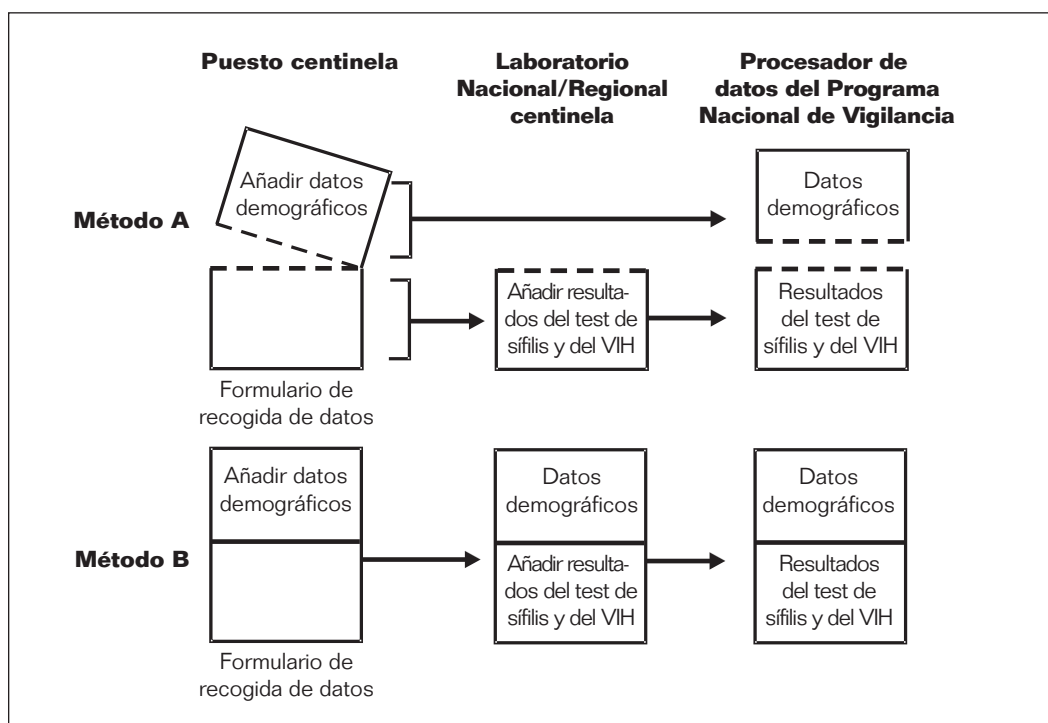 Puesto centinela
Laboratorio
Nacional/Regional
centinela
Procesador de
datos del Programa
Nacional de Vigilancia
Método A
Añadir datos
demográficos
Datos
demográficos
Añadir resulta-
dos del test de
sífilis y del VIH
Resultados
del test de
sífilis y del VIH
Formulario de
recogida de datos
Método B
Añadir datos
demográficos
Datos
demográficos
Datos
demográficos
Añadir resulta-
dos del test de
sífilis y del VIH
Resultados
del test de
sífilis y del VIH
Formulario de
recogida de datos